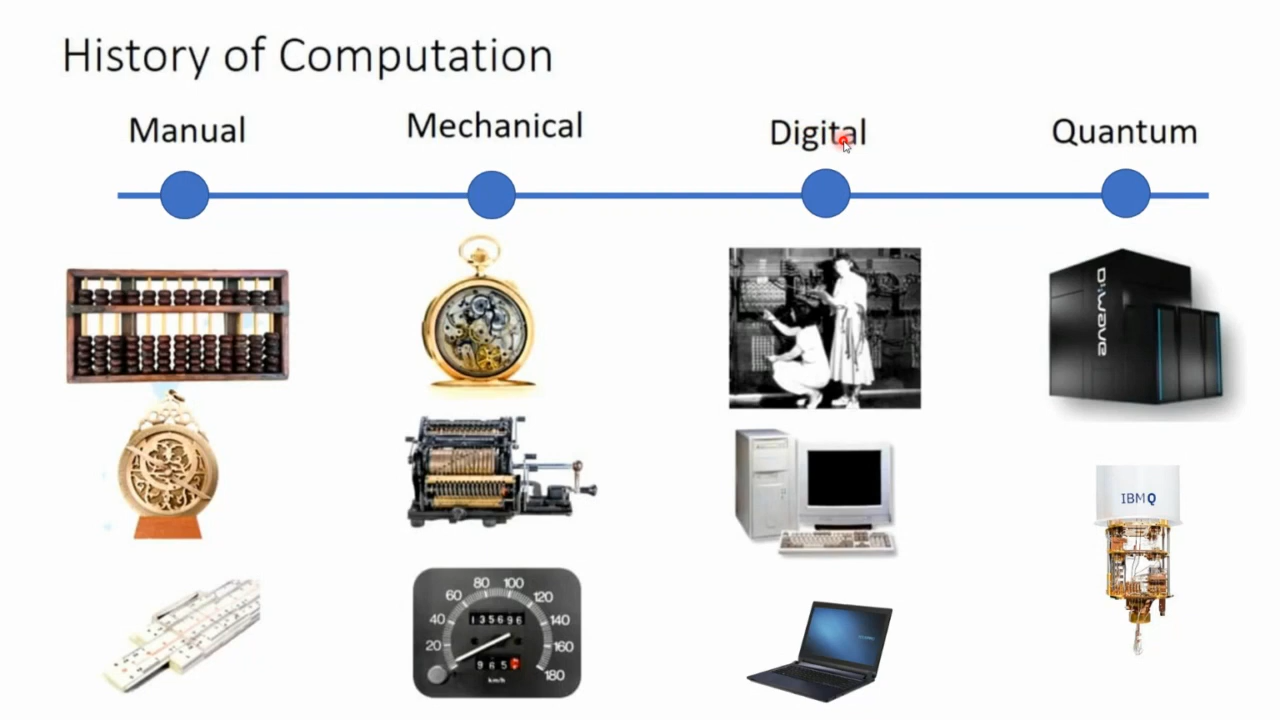 History of Computation
Manual
Mechanical
Digital
Quantum
D:wave
IBM Q
80 100
60 120
40 135696 140
20 160
965
180
km/h